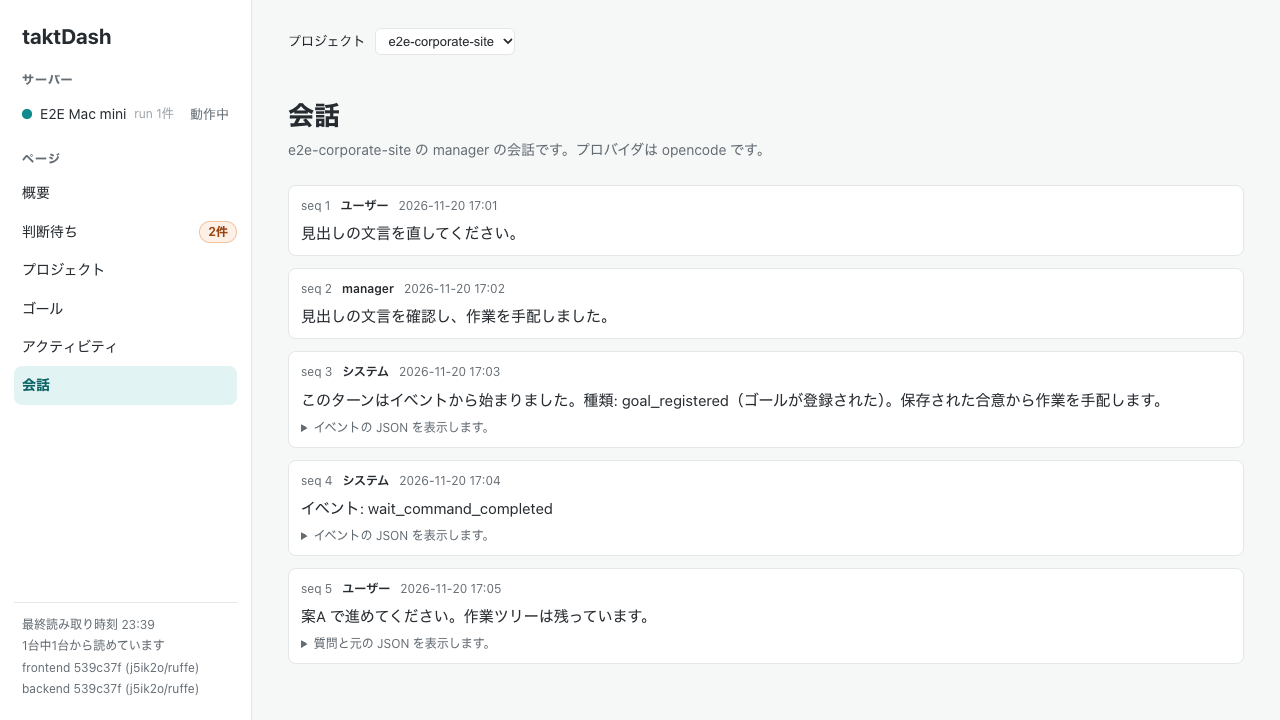 taktDash
サーバー
E2E Mac mini run 1件 動作中
ページ
概要
判断待ち 2件
プロジェクト
ゴール
アクティビティ
会話
最終読み取り時刻 23:39
1台中1台から読めています
frontend 539c37f (j5ik2o/ruffe)
backend 539c37f (j5ik2o/ruffe)
プロジェクト e2e-corporate-site
会話
e2e-corporate-site の manager の会話です。プロバイダは opencode です。
seq 1 ユーザー 2026-11-20 17:01
見出しの文言を直してください。
seq 2 manager 2026-11-20 17:02
見出しの文言を確認し、作業を手配しました。
seq 3 システム 2026-11-20 17:03
このターンはイベントから始まりました。種類: goal_registered（ゴールが登録された）。保存された合意から作業を手配します。
イベントの JSON を表示します。
seq 4 システム 2026-11-20 17:04
イベント: wait_command_completed
イベントの JSON を表示します。
seq 5 ユーザー 2026-11-20 17:05
案A で進めてください。作業ツリーは残っています。
質問と元の JSON を表示します。